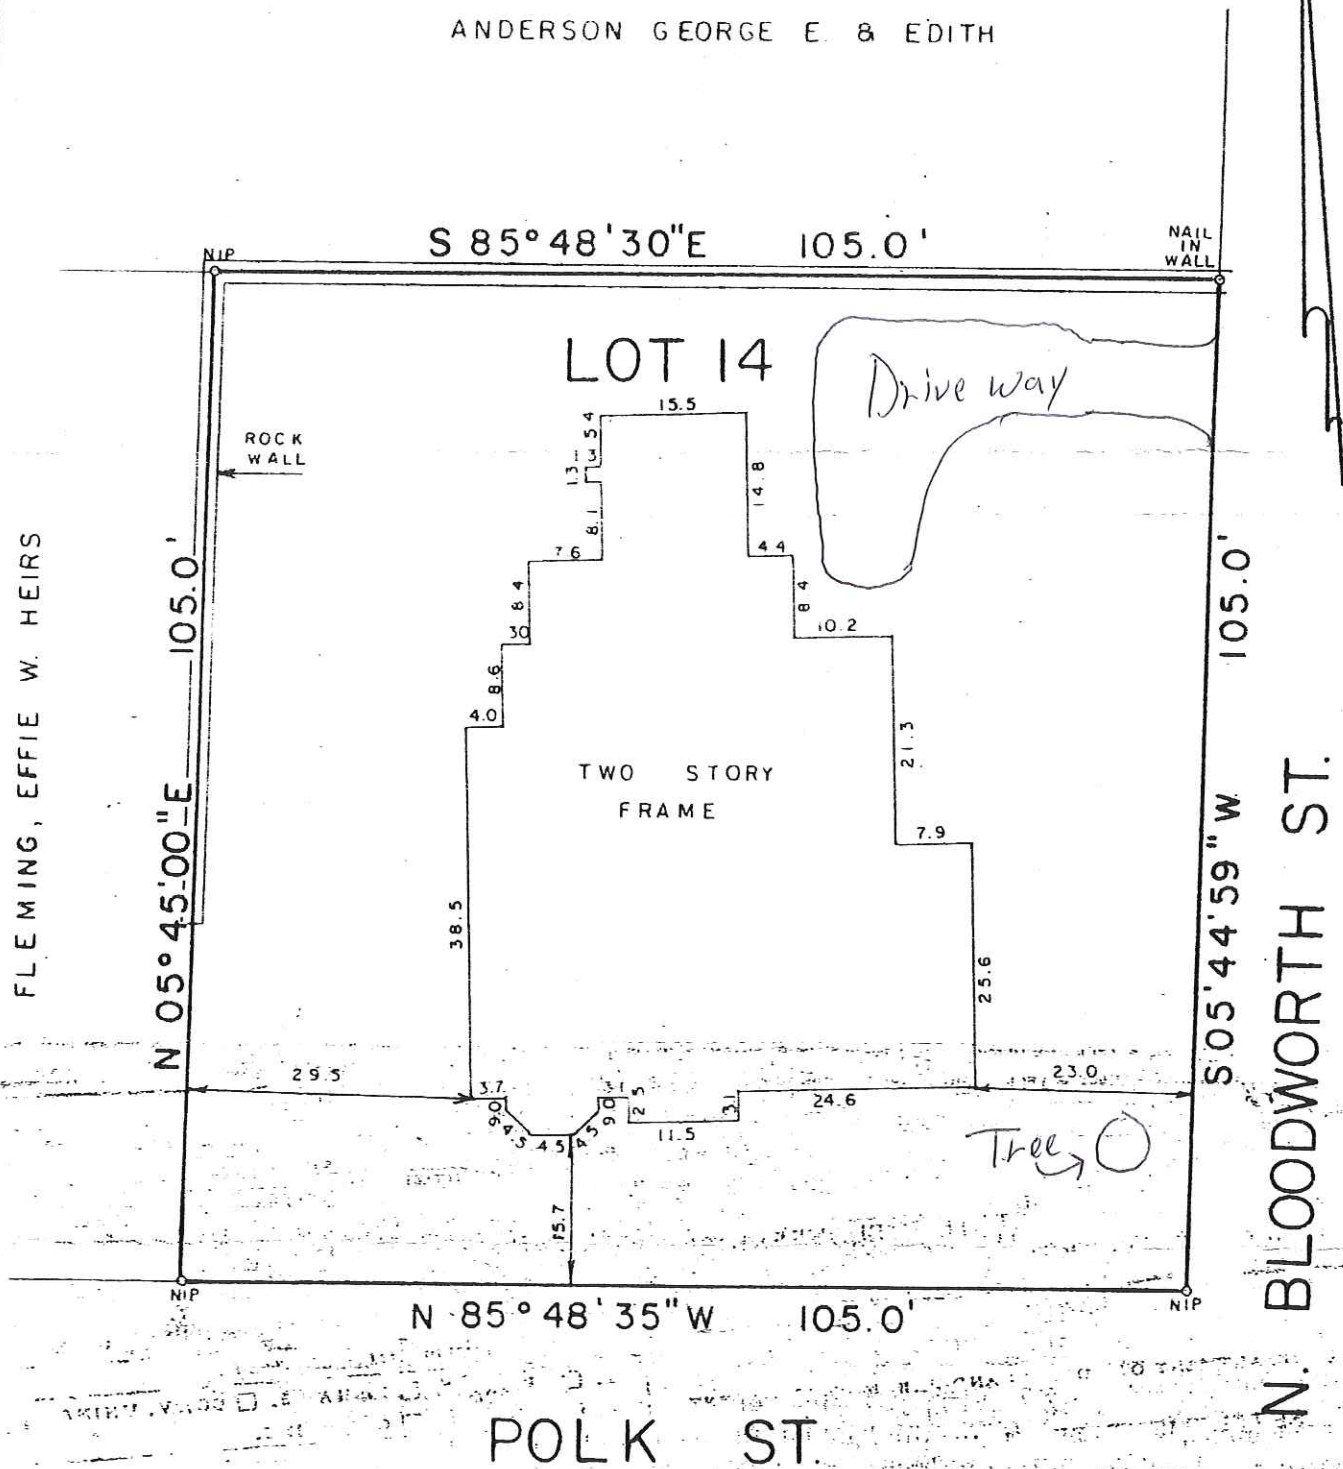 ANDERSON GEORGE E. & EDITH
S 85° 48' 30" E 105.0'
NIP
NAIL
IN
WALL
LOT 14
Drive way
ROCK
WALL
15.5
5.4
1.3
8.1
7.6
8.4
30
8.6
4.0
38.5
14.8
4.4
8.4
10.2
21.3
7.9
25.6
TWO STORY
FRAME
FLEMING, EFFIE W. HEIRS
N 05° 45' 00" E 105.0'
105.0'
S 05' 44' 59" W
N. BLOODWORTH ST.
29.5
23.0
3.7
9.0
4.5
4.5
4.5
9.0
3.1
2.5
11.5
3.1
24.6
15.7
Tree
NIP
NIP
N 85° 48' 35" W 105.0'
POLK ST.